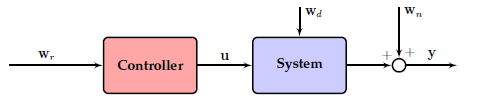 w_d w_n
w_r Controller u System + + y